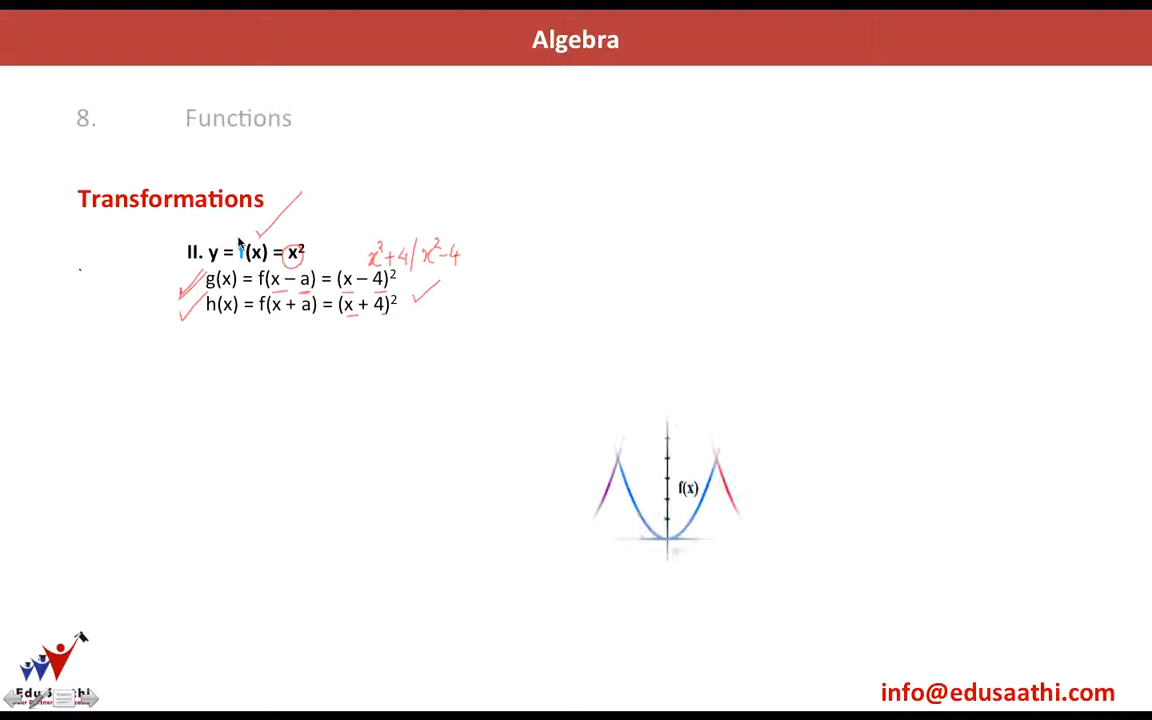 Algebra
8. Functions
Transformations
II. y = f(x) = x²
x²+4/x²-4
g(x) = f(x – a) = (x – 4)²
h(x) = f(x + a) = (x + 4)²
f(x)
info@edusaathi.com